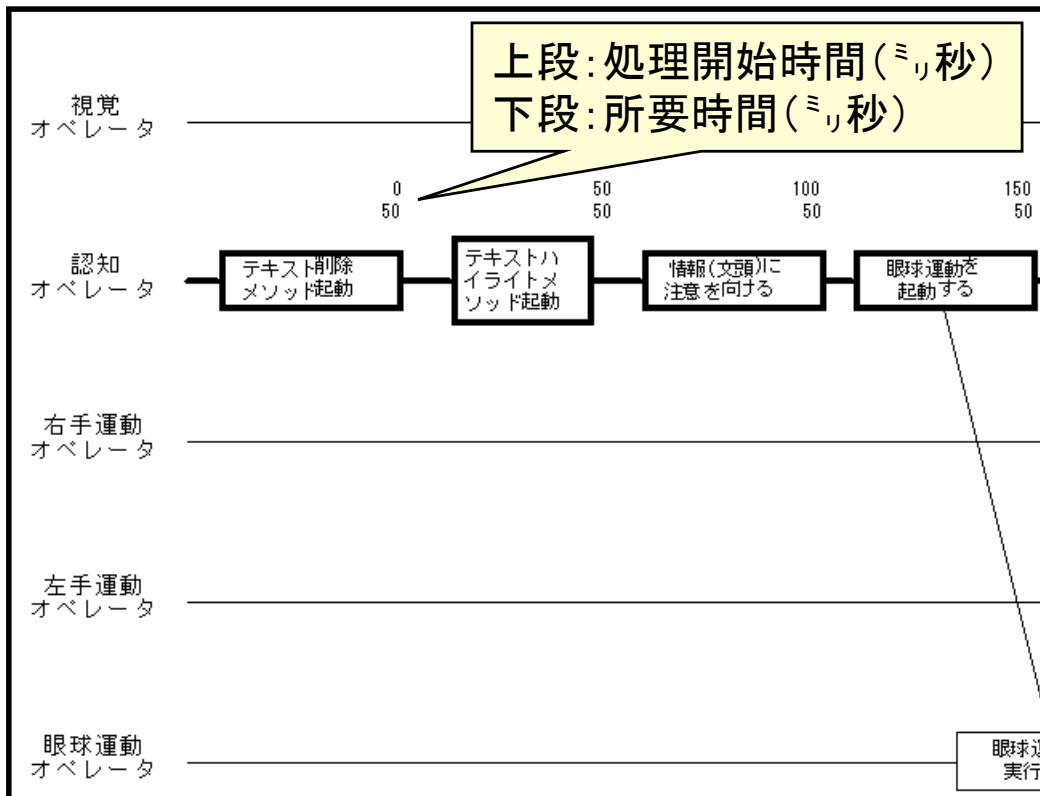 上段:処理開始時間(ミリ秒)
下段:所要時間(ミリ秒)
視覚
オペレータ
0
50
50
50
100
50
150
50
認知
オペレータ
テキスト削除
メソッド起動
テキストハ
イライトメ
ソッド起動
情報(文頭)に
注意を向ける
眼球運動を
起動する
右手運動
オペレータ
左手運動
オペレータ
眼球運動
オペレータ
眼球運
実行